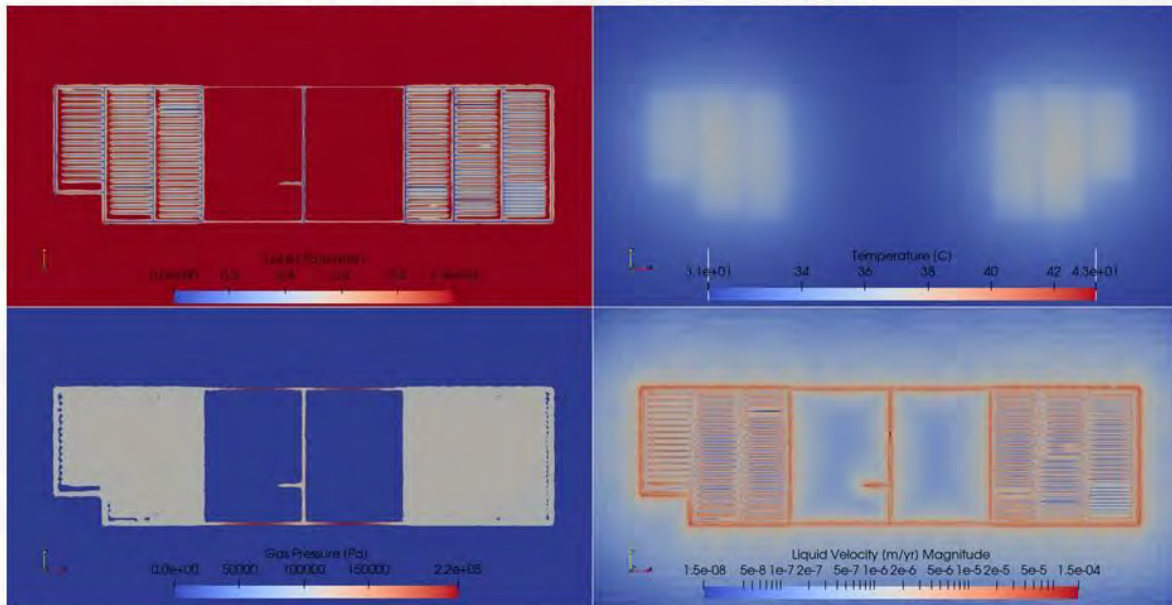 Temperature (C)
3.1e+01 34 36 38 40 42 4.3e+01
Gas Pressure (Pa)
0.0e+00 50000 100000 150000 2.2e+05
Liquid Velocity (m/yr) Magnitude
1.5e-08 5e-8 1e-7 2e-7 5e-7 1e-6 2e-6 5e-6 1e-5 2e-5 5e-5 1.5e-04